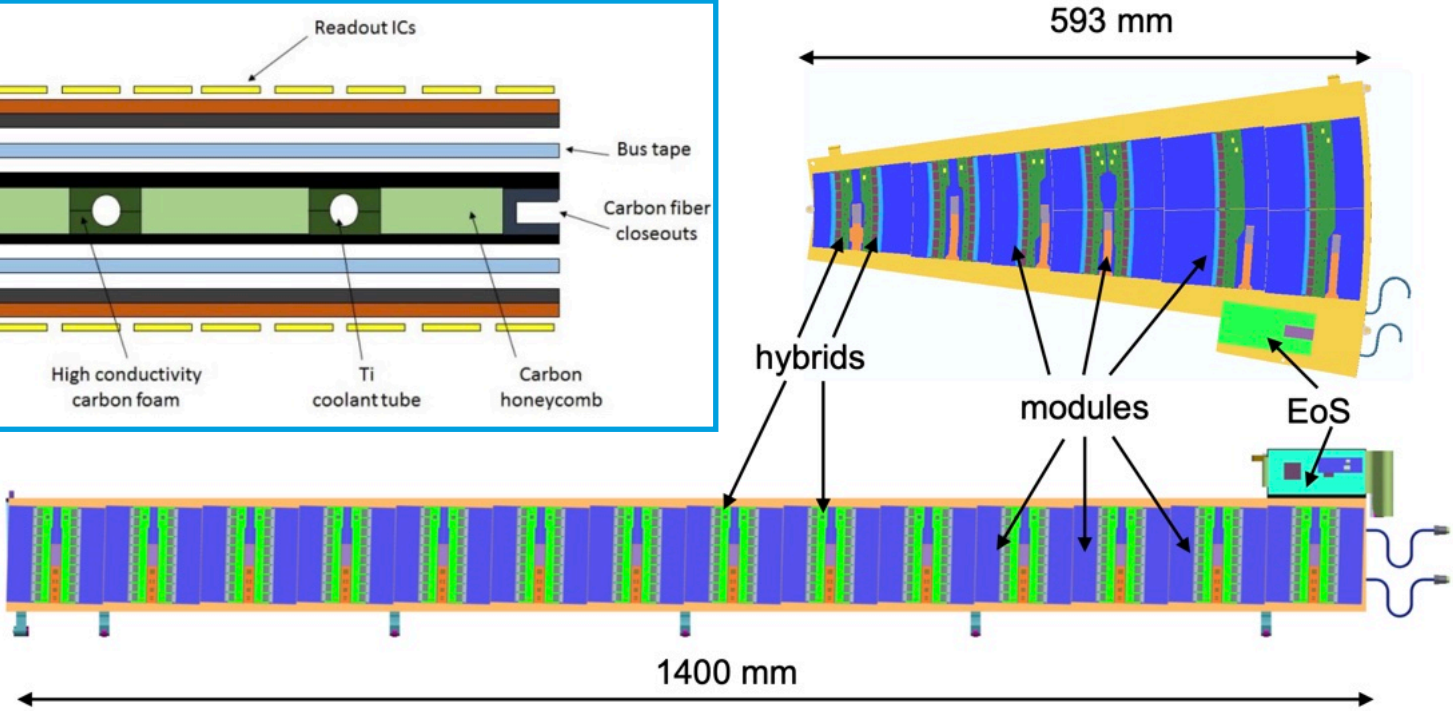 Readout ICs
Bus tape
Carbon fiber
closeouts
High conductivity
carbon foam
Ti
coolant tube
Carbon
honeycomb
593 mm
hybrids
modules
EoS
1400 mm